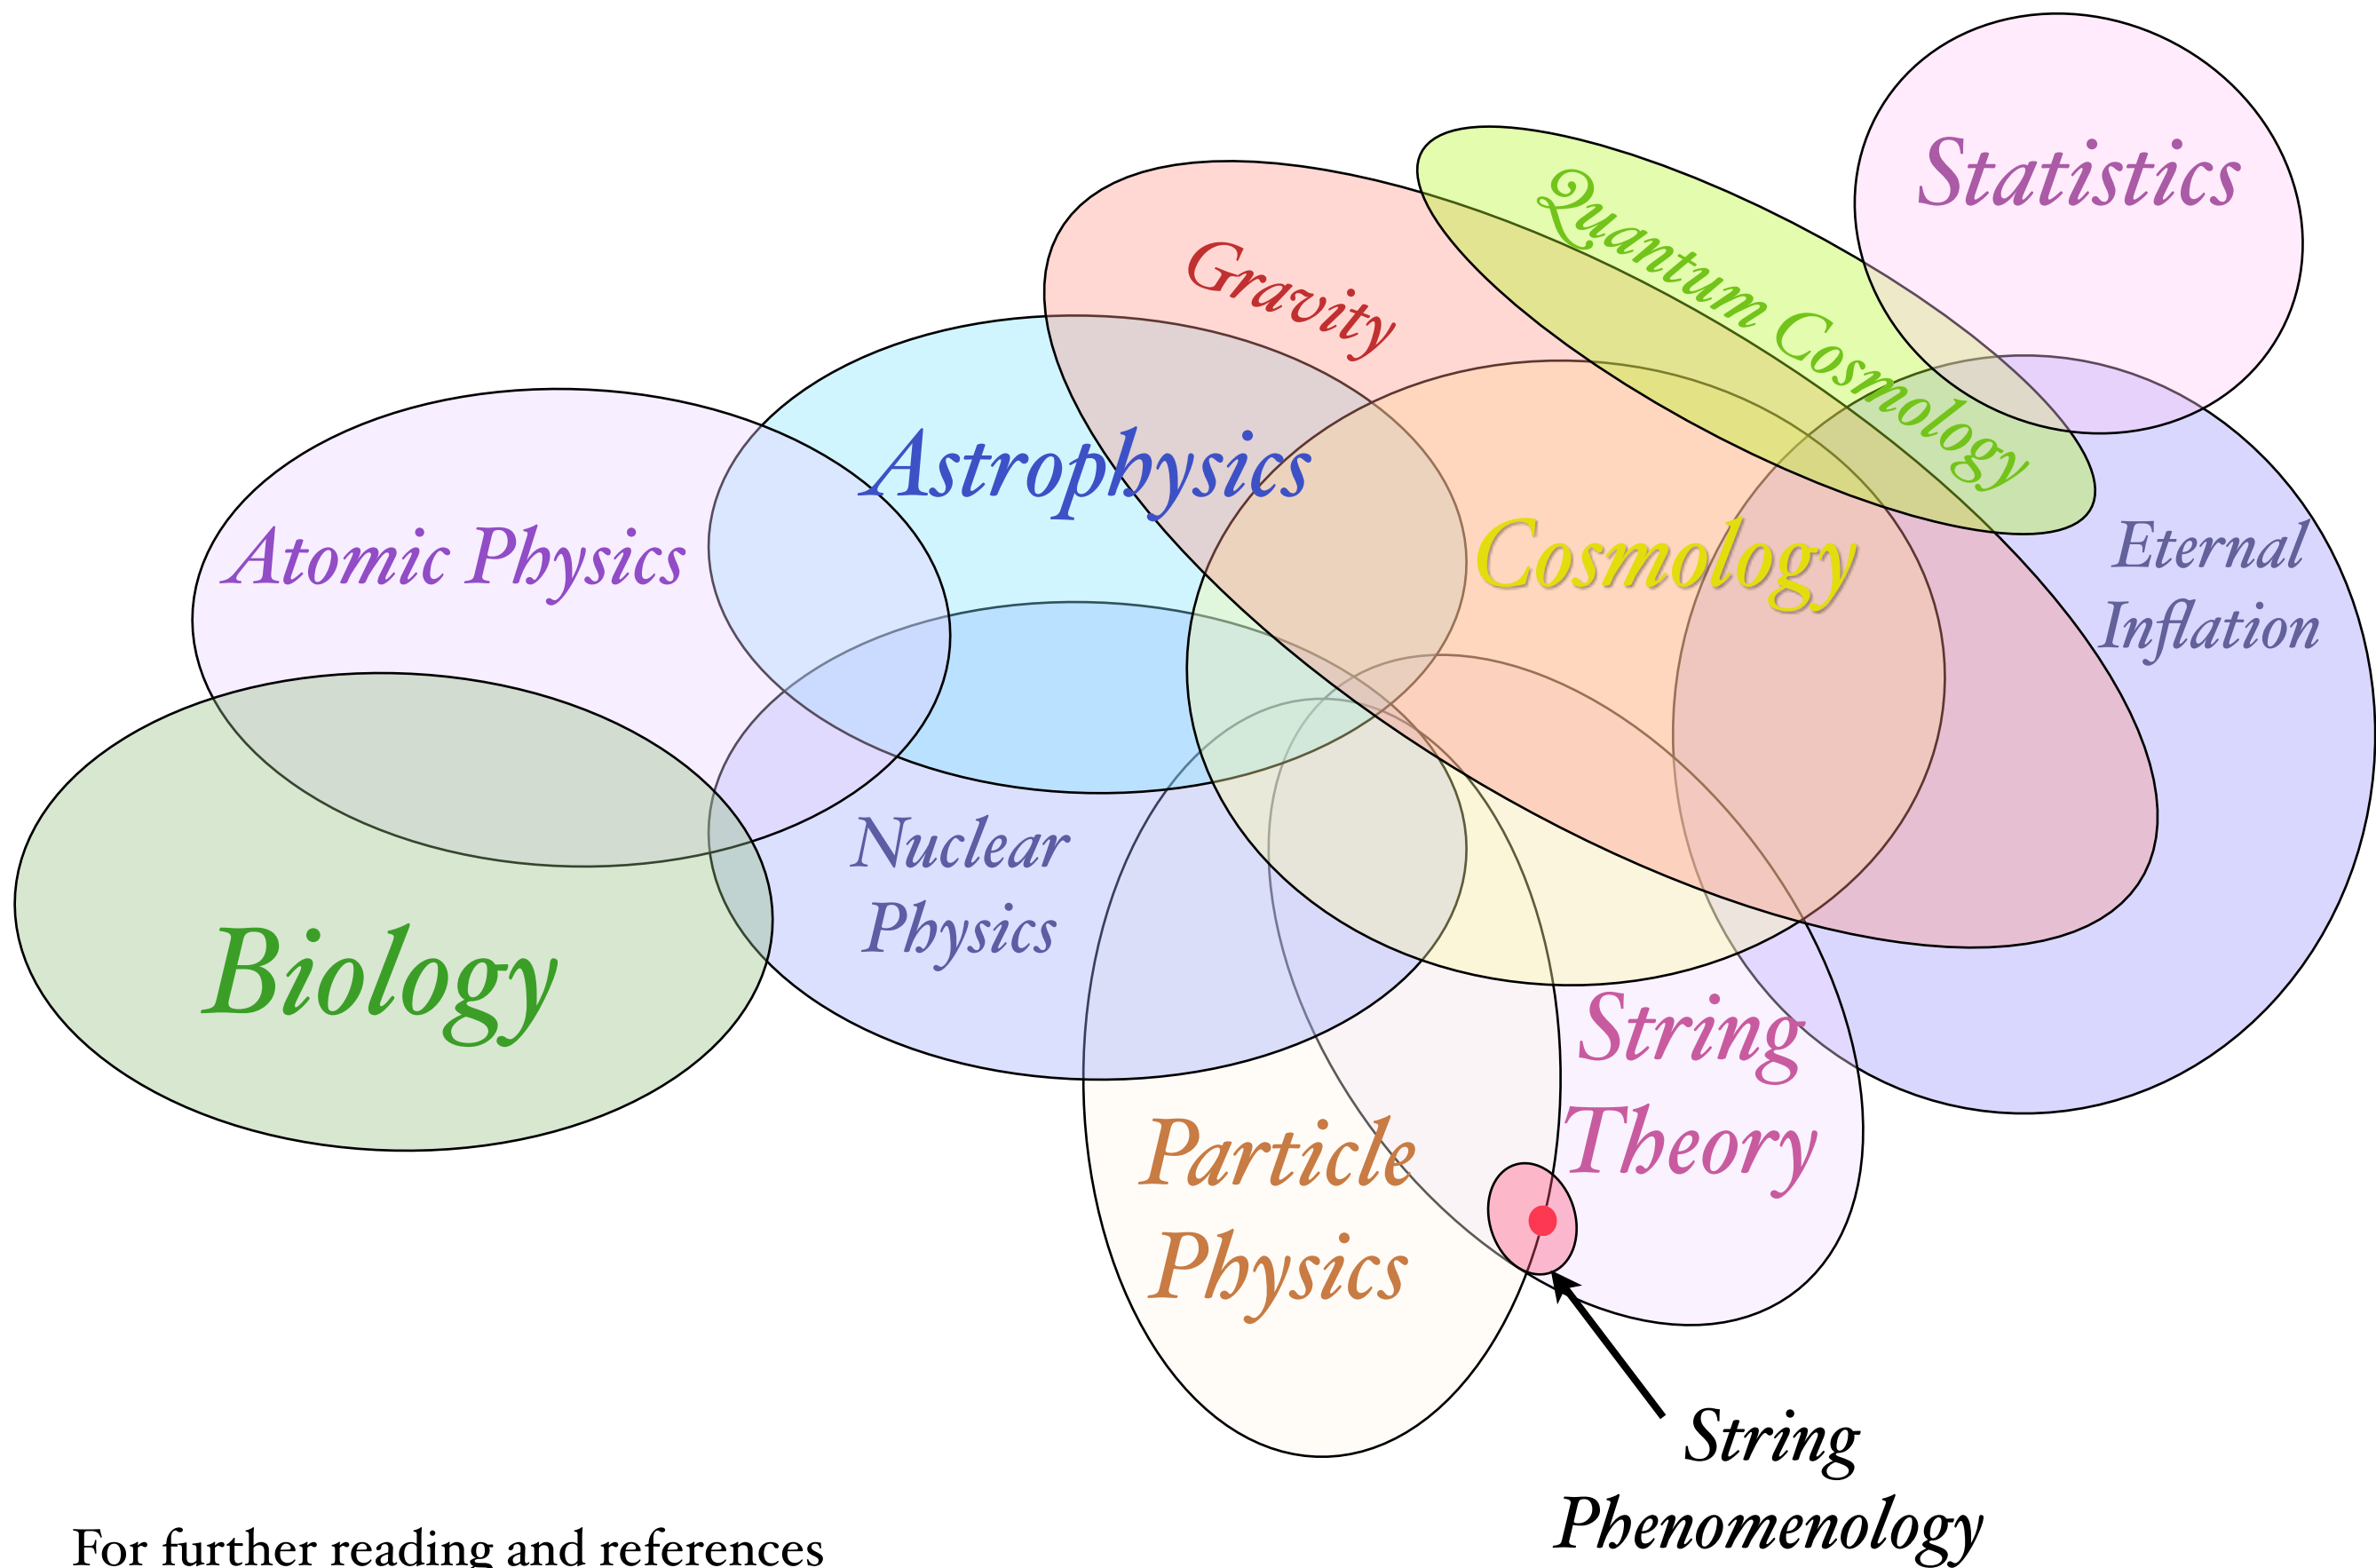 Statistics
Quantum Cosmology
Gravity
Astrophysics
Cosmology
Atomic Physics
Eternal
Inflation
Nuclear
Physics
Biology
String
Theory
Particle
Physics
String
Phenomenology
For further reading and references